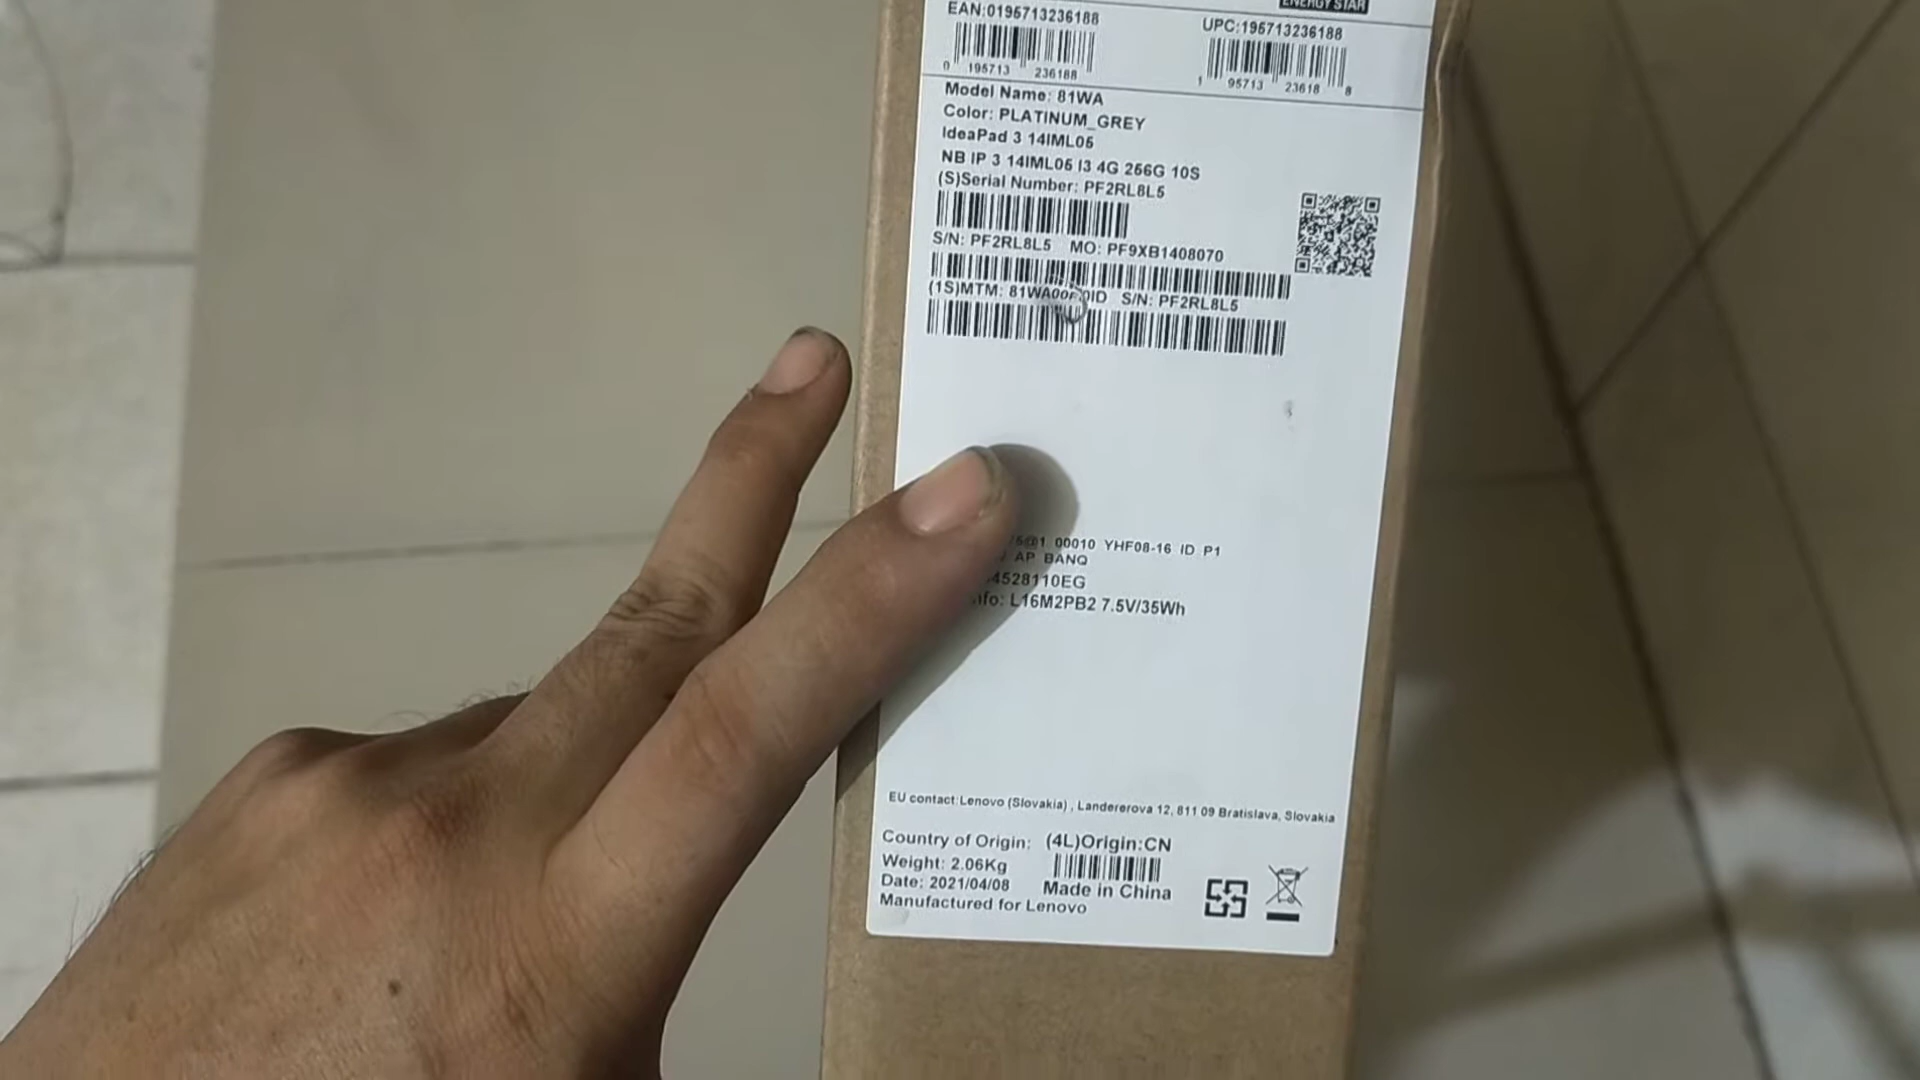 ENERGY STAR
EAN:0195713236188 UPC:195713236188
0 195713 236188 1 95713 23618 8
Model Name: 81WA
Color: PLATINUM_GREY
IdeaPad 3 14IML05
NB IP 3 14IML05 I3 4G 256G 10S
(S)Serial Number: PF2RL8L5
S/N: PF2RL8L5 MO: PF9XB1408070
(1S)MTM: S/N: PF2RL8L5
00010 YHF08-16 ID P1
AP BANQ
L16M2PB2 7.5V/35Wh
EU contact:Lenovo (Slovakia) , Landererova 12, 811 09 Bratislava, Slovakia
Country of Origin: (4L)Origin:CN
Weight: 2.06Kg
Date: 2021/04/08 Made in China
Manufactured for Lenovo